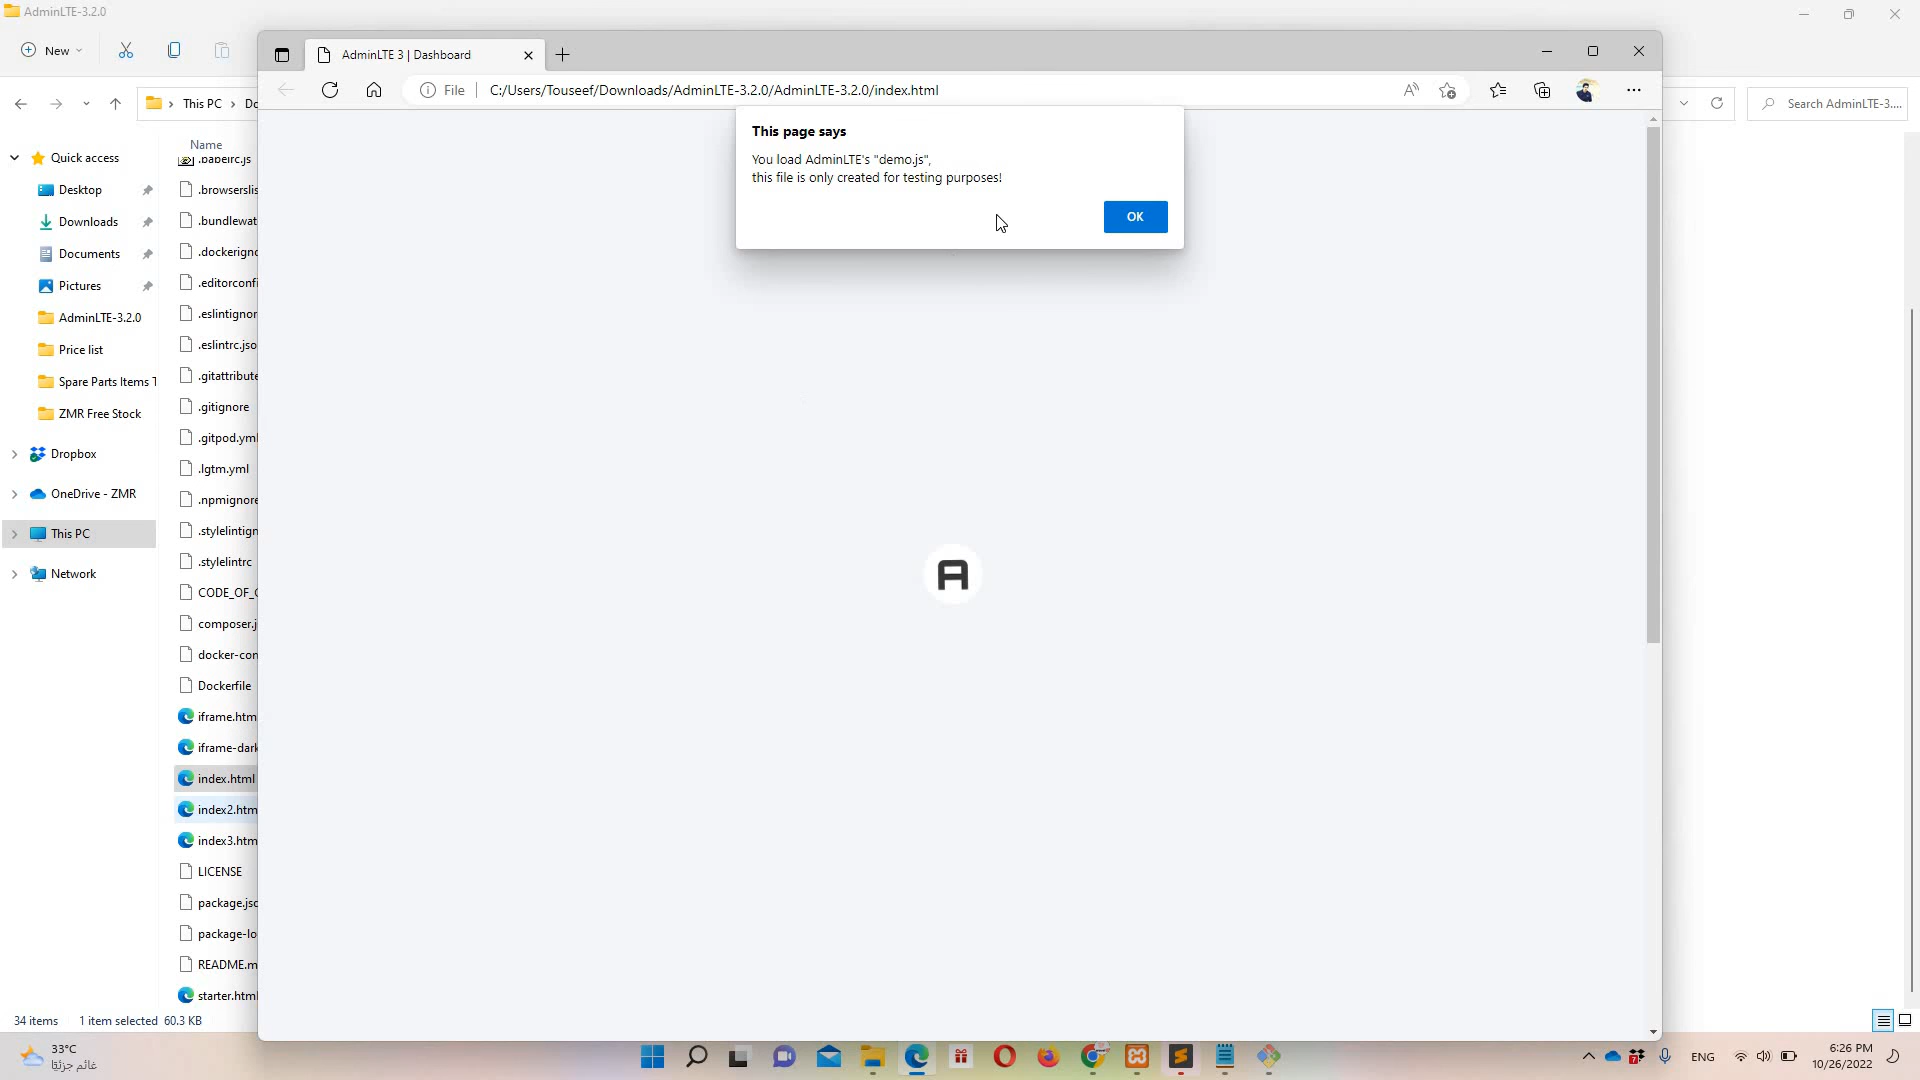 AdminLTE-3.2.0
New
This PC
Search AdminLTE-3....
AdminLTE 3 | Dashboard
File
C:/Users/Touseef/Downloads/AdminLTE-3.2.0/AdminLTE-3.2.0/index.html
This page says
You load AdminLTE's "demo.js",
this file is only created for testing purposes!
OK
Quick access
Desktop
Downloads
Documents
Pictures
AdminLTE-3.2.0
Price list
Spare Parts Items T
ZMR Free Stock
Dropbox
OneDrive - ZMR
This PC
Network
Name
.babelrc.js
.browserslis
.bundlewat
.dockerigno
.editorconfi
.eslintignor
.eslintrc.jso
.gitattribute
.gitignore
.gitpod.yml
.lgtm.yml
.npmignore
.stylelintign
.stylelintrc
CODE_OF_C
composer.j
docker-con
Dockerfile
iframe.htm
iframe-dark
index.html
index2.htm
index3.htm
LICENSE
package.jso
package-lo
README.m
starter.html
A
34 items
1 item selected 60.3 KB
33°C
غائم جزئيًا
ENG
6:26 PM
10/26/2022